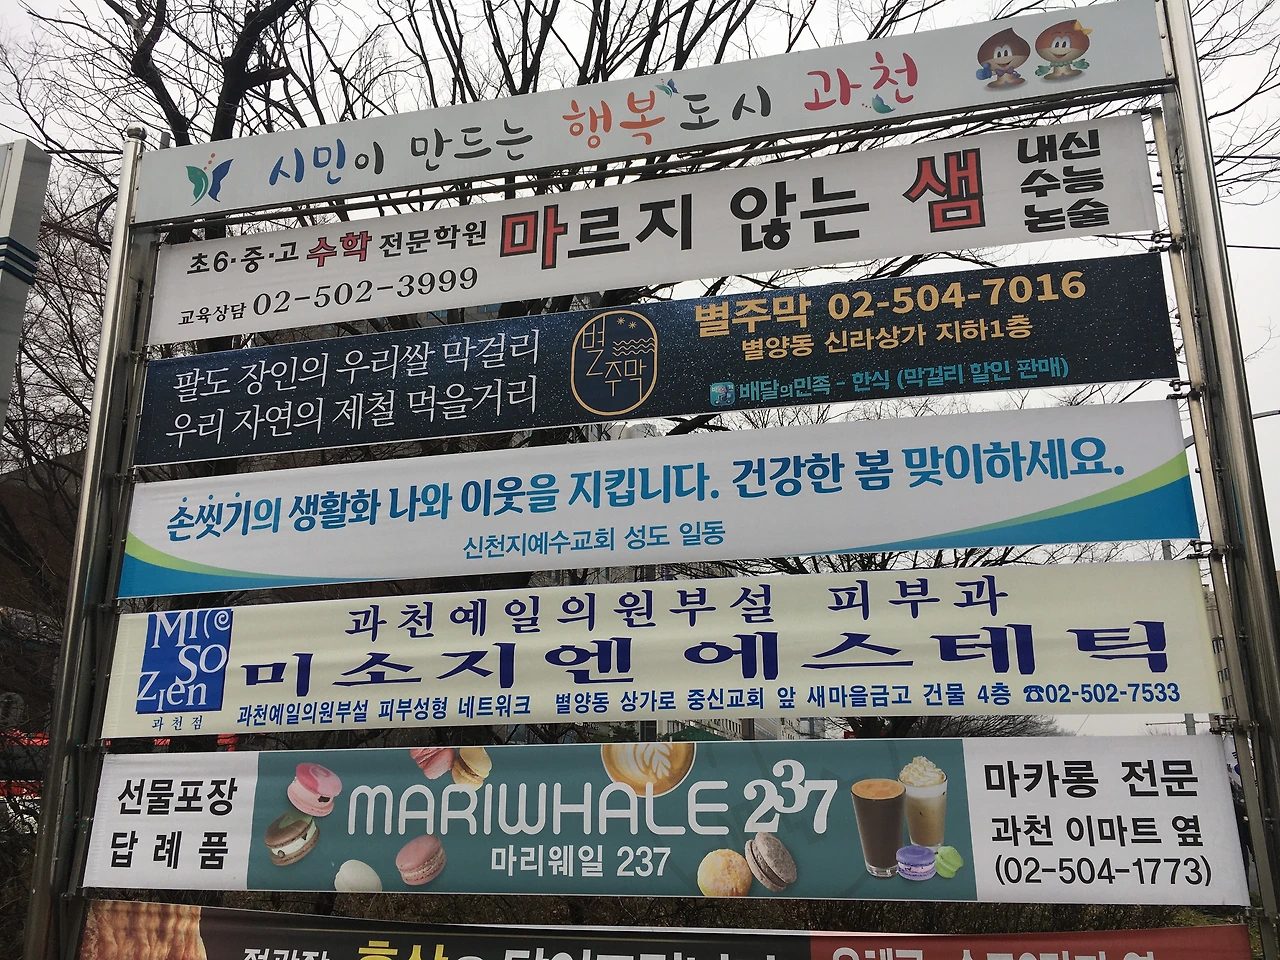 시민이 만드는 행복도시 과천
초6·중·고 수학 전문학원 마르지 않는 샘
내신
수능
논술
교육상담 02-502-3999
팔도 장인의 우리쌀 막걸리
우리 자연의 제철 먹을거리
별주막
별주막 02-504-7016
별양동 신라상가 지하1층
배달의민족 - 한식 (막걸리 할인 판매)
손씻기의 생활화 나와 이웃을 지킵니다. 건강한 봄 맞이하세요.
신천지예수교회 성도 일동
MISOZIEN
과천점
과천예일의원부설 피부과
미소지엔 에스테틱
과천예일의원부설 피부성형 네트워크 별양동 상가로 중신교회 앞 새마을금고 건물 4층 ☎02-502-7533
선물포장
답례품
MARIWHALE 237
마리웨일 237
마카롱 전문
과천 이마트 옆
(02-504-1773)